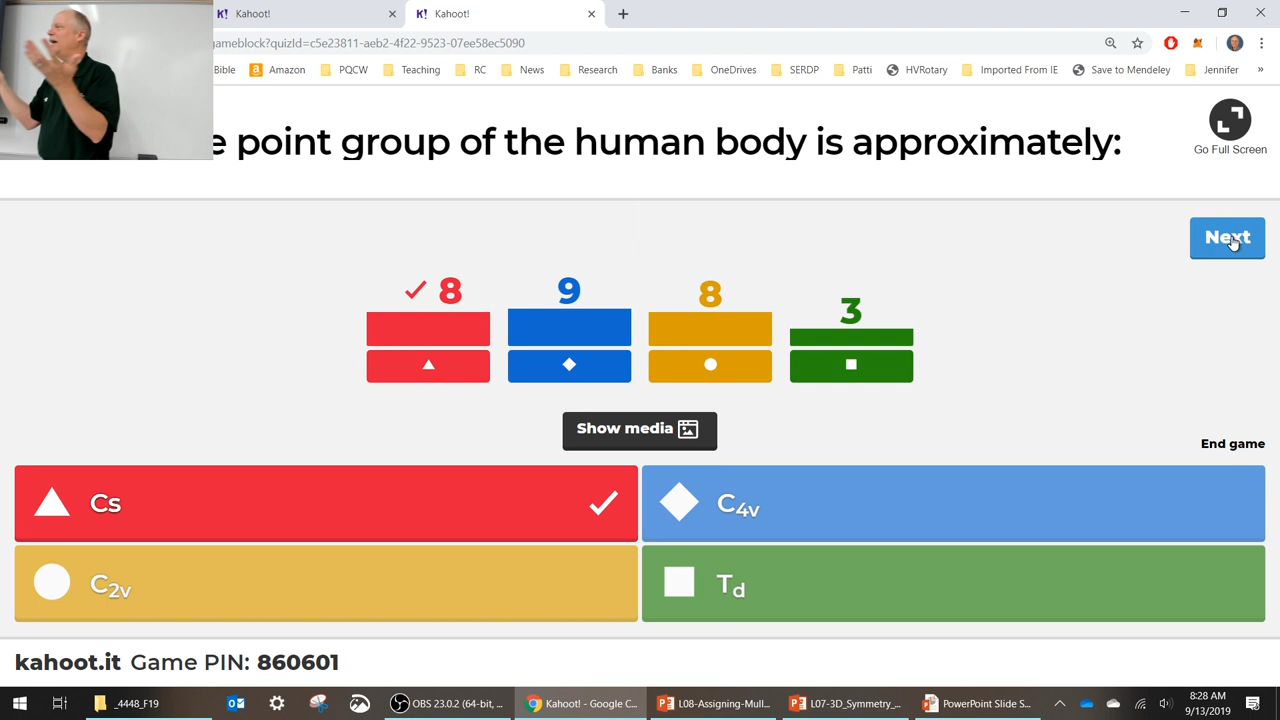 Kahoot!
Kahoot!
gameblock?quizId=c5e23811-aeb2-4f22-9523-07ee58ec5090
Bible Amazon PQCW Teaching RC News Research Banks OneDrives SERDP Patti HVRotary Imported From IE Save to Mendeley Jennifer »
e point group of the human body is approximately:
Go Full Screen
Next
8 9 8 3
Show media
End game
Cs
C4v
C2v
Td
kahoot.it Game PIN: 860601
_4448_F19
OBS 23.0.2 (64-bit, ...
Kahoot! - Google C...
L08-Assigning-Mull...
L07-3D_Symmetry_...
PowerPoint Slide S...
8:28 AM
9/13/2019